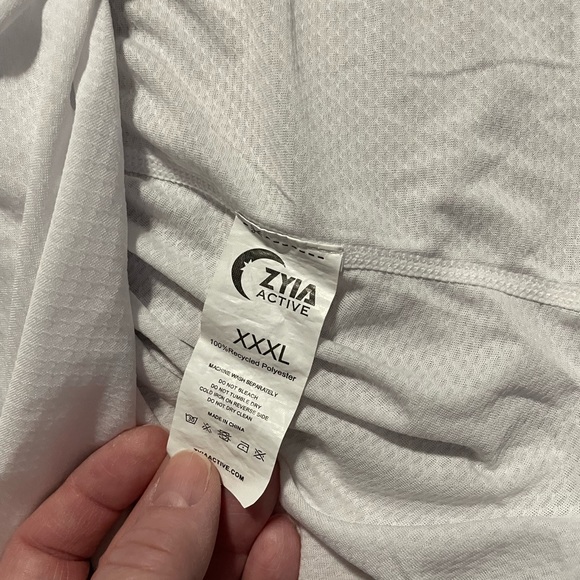 ZYIA
ACTIVE
XXXL
100%Recycled Polyester
MACHINE WASH SEPARATELY
DO NOT BLEACH
DO NOT TUMBLE DRY
COLD IRON ON REVERSE SIDE
DO NOT DRY CLEAN
MADE IN CHINA
ZYIAACTIVE.COM